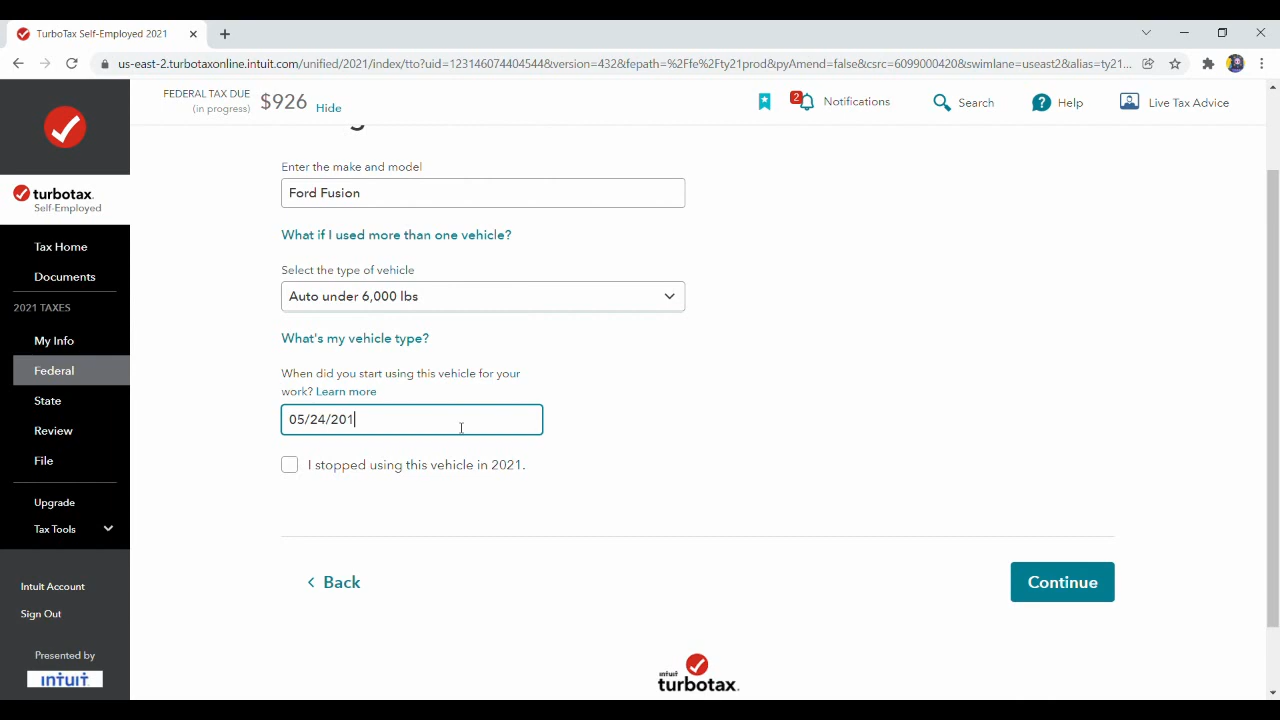 TurboTax Self-Employed 2021
us-east-2.turbotaxonline.intuit.com/unified/2021/index/tto?uid=123146074404544&version=432&fepath=%2Ffe%2Fty21prod&pyAmend=false&csrc=6099000420&swimlane=useast2&alias=ty21...
FEDERAL TAX DUE
(in progress)
$926
Hide
2
Notifications
Search
Help
Live Tax Advice
turbotax.
Self-Employed
Tax Home
Documents
2021 TAXES
My Info
Federal
State
Review
File
Upgrade
Tax Tools
Intuit Account
Sign Out
Presented by
intuit
Enter the make and model
Ford Fusion
What if I used more than one vehicle?
Select the type of vehicle
Auto under 6,000 lbs
What's my vehicle type?
When did you start using this vehicle for your
work? Learn more
05/24/201
I stopped using this vehicle in 2021.
Back
Continue
intuit
turbotax.